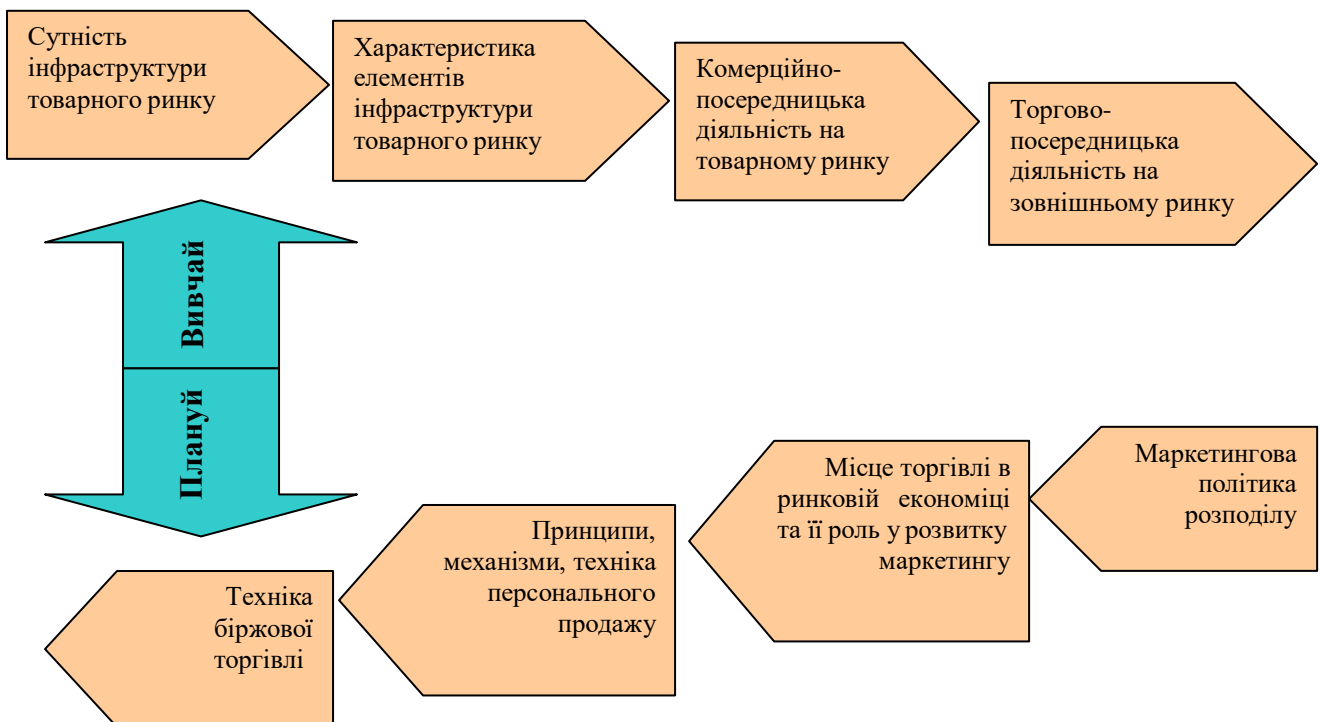 Сутність
інфраструктури
товарного ринку
Характеристика
елементів
інфраструктури
товарного ринку
Комерційно-
посередницька
діяльність на
товарному ринку
Торгово-
посередницька
діяльність на
зовнішньому ринку
Вивчай
Плануй
Маркетингова
політика
розподілу
Місце торгівлі в
ринковій економіці
та її роль у розвитку
маркетингу
Принципи,
механізми, техніка
персонального
продажу
Техніка
біржової
торгівлі